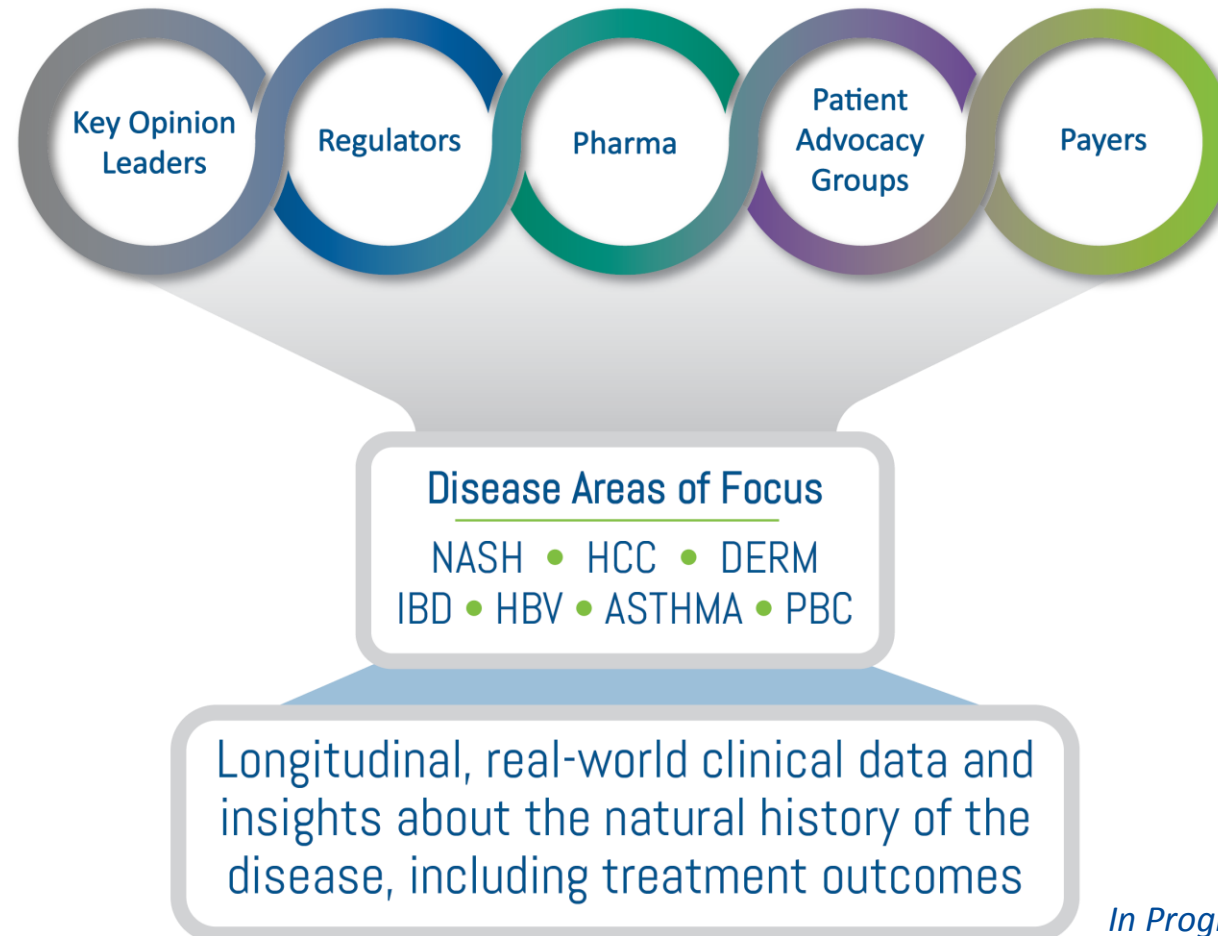 Key Opinion
Leaders
Regulators
Pharma
Patient
Advocacy
Groups
Payers
Disease Areas of Focus
NASH • HCC • DERM
IBD • HBV • ASTHMA • PBC
Longitudinal, real-world clinical data and
insights about the natural history of the
disease, including treatment outcomes
In